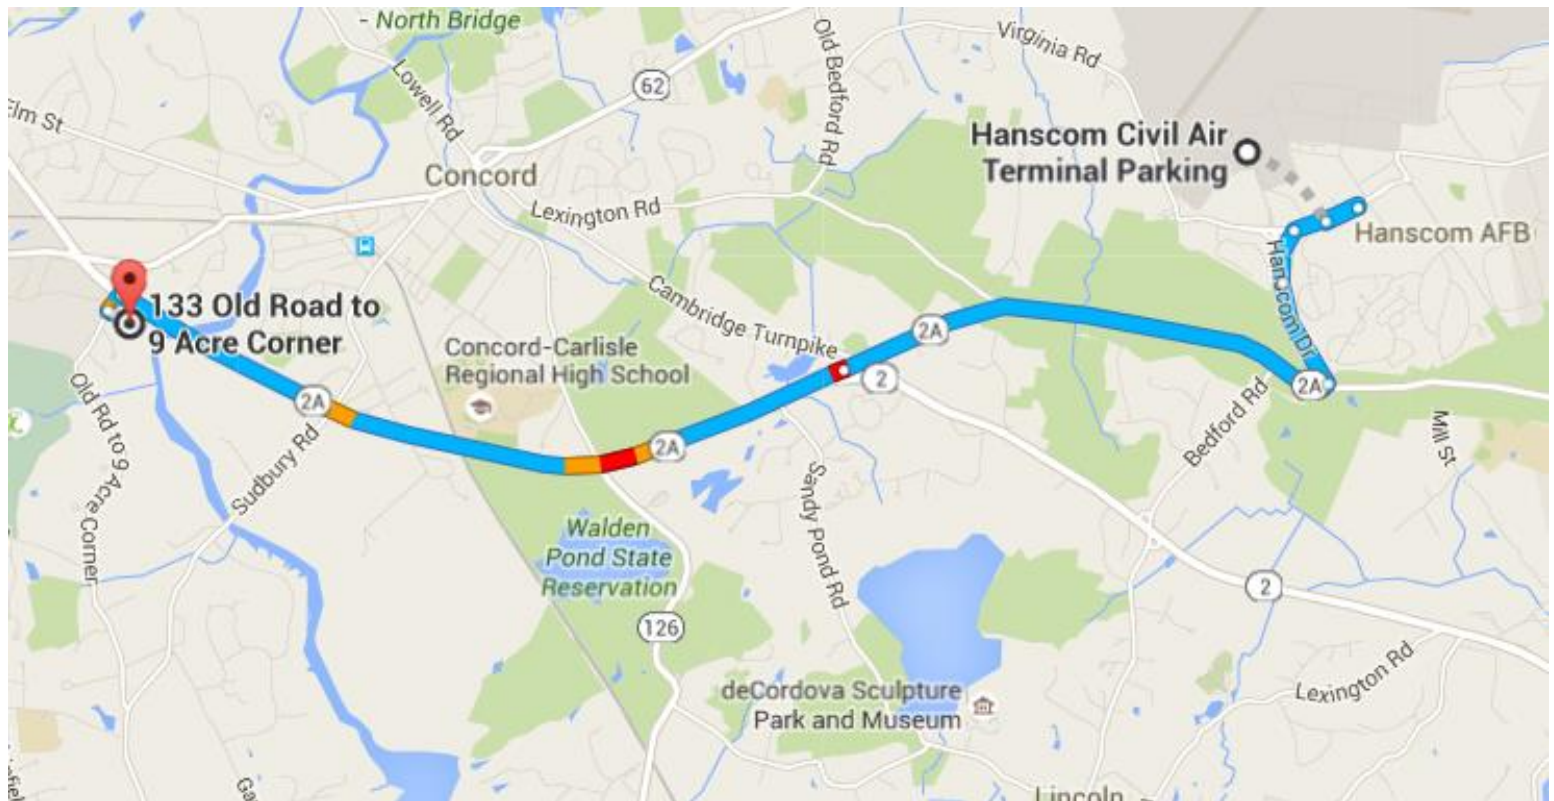 - North Bridge
Old Bedford Rd
Virginia Rd
Lowell Rd
62
Elm St
Hanscom Civil Air
Terminal Parking
Concord
Lexington Rd
Hanscom AFB
Hanscom Dr
133 Old Road to
9 Acre Corner
Cambridge Turnpike
2A
Concord-Carlisle
Regional High School
2
2A
2A
2A
Old Rd to 9 Acre Corner
Sudbury Rd
Bedford Rd
Mill St
Sandy Pond Rd
Walden
Pond State
Reservation
2
126
deCordova Sculpture
Park and Museum
Lexington Rd
Lincoln